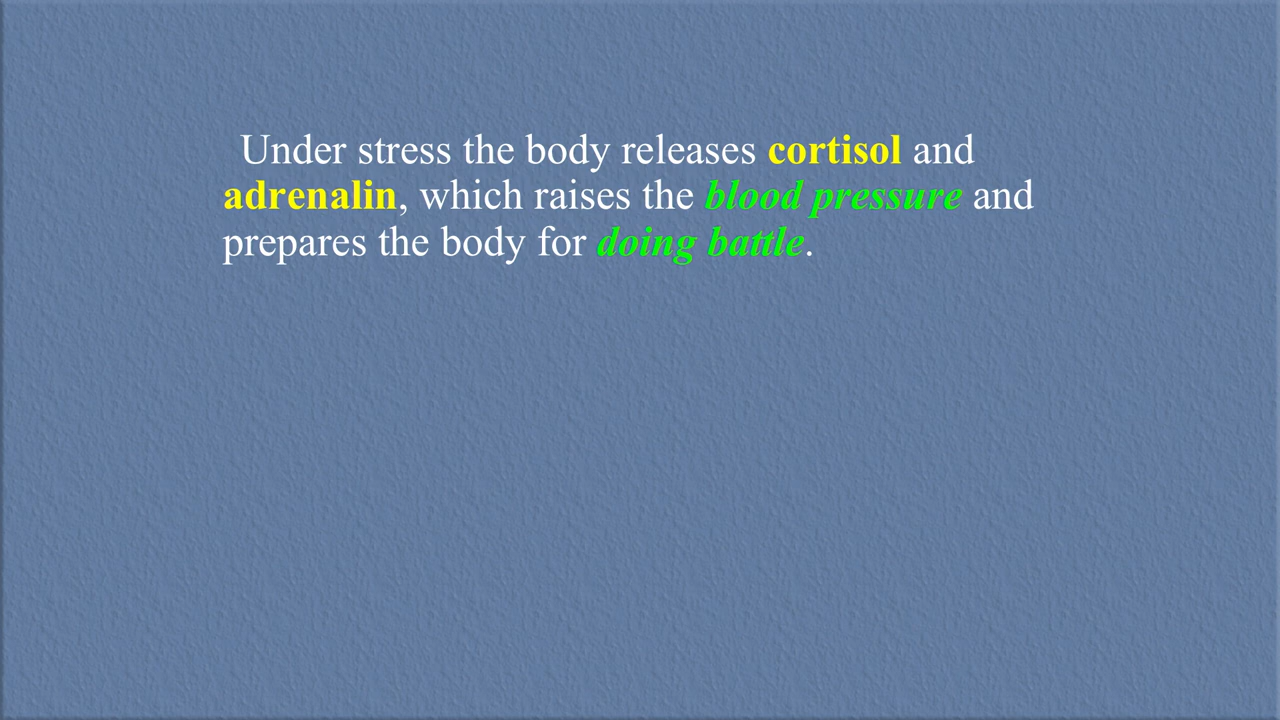 Under stress the body releases cortisol and
adrenalin, which raises the blood pressure and
prepares the body for doing battle.